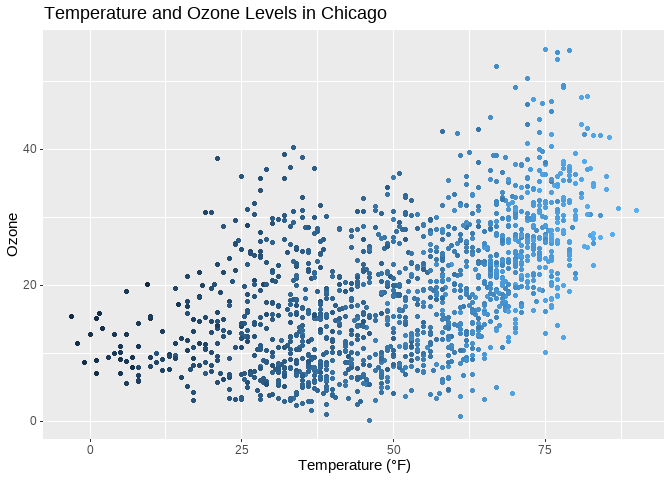 Temperature and Ozone Levels in Chicago
Ozone
40
20
0
0 25 50 75
Temperature (°F)